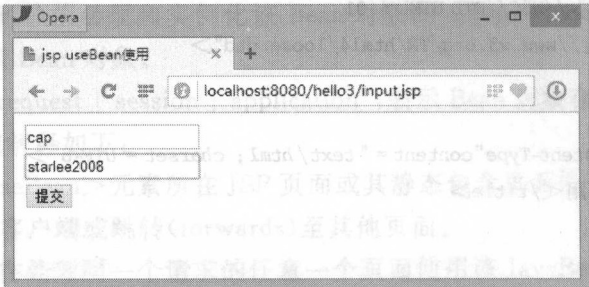 Opera
jsp useBean使用
localhost:8080/hello3/input.jsp
cap
starlee2008
提交